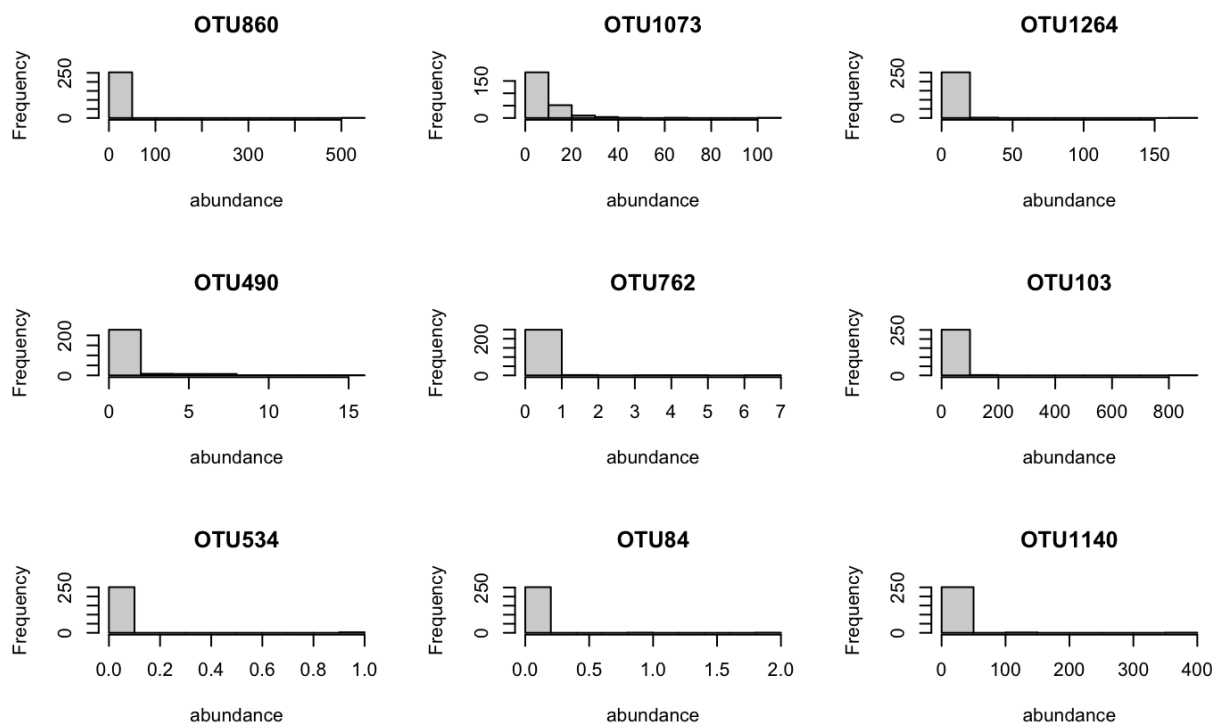 OTU860 OTU1073 OTU1264
Frequency 0 250 Frequency 0 150 Frequency 0 250
0 100 300 500 0 20 40 60 80 100 0 50 100 150
abundance abundance abundance
OTU490 OTU762 OTU103
Frequency 0 200 Frequency 0 200 Frequency 0 250
0 5 10 15 0 1 2 3 4 5 6 7 0 200 400 600 800
abundance abundance abundance
OTU534 OTU84 OTU1140
Frequency 0 250 Frequency 0 250 Frequency 0 250
0.0 0.2 0.4 0.6 0.8 1.0 0.0 0.5 1.0 1.5 2.0 0 100 200 300 400
abundance abundance abundance